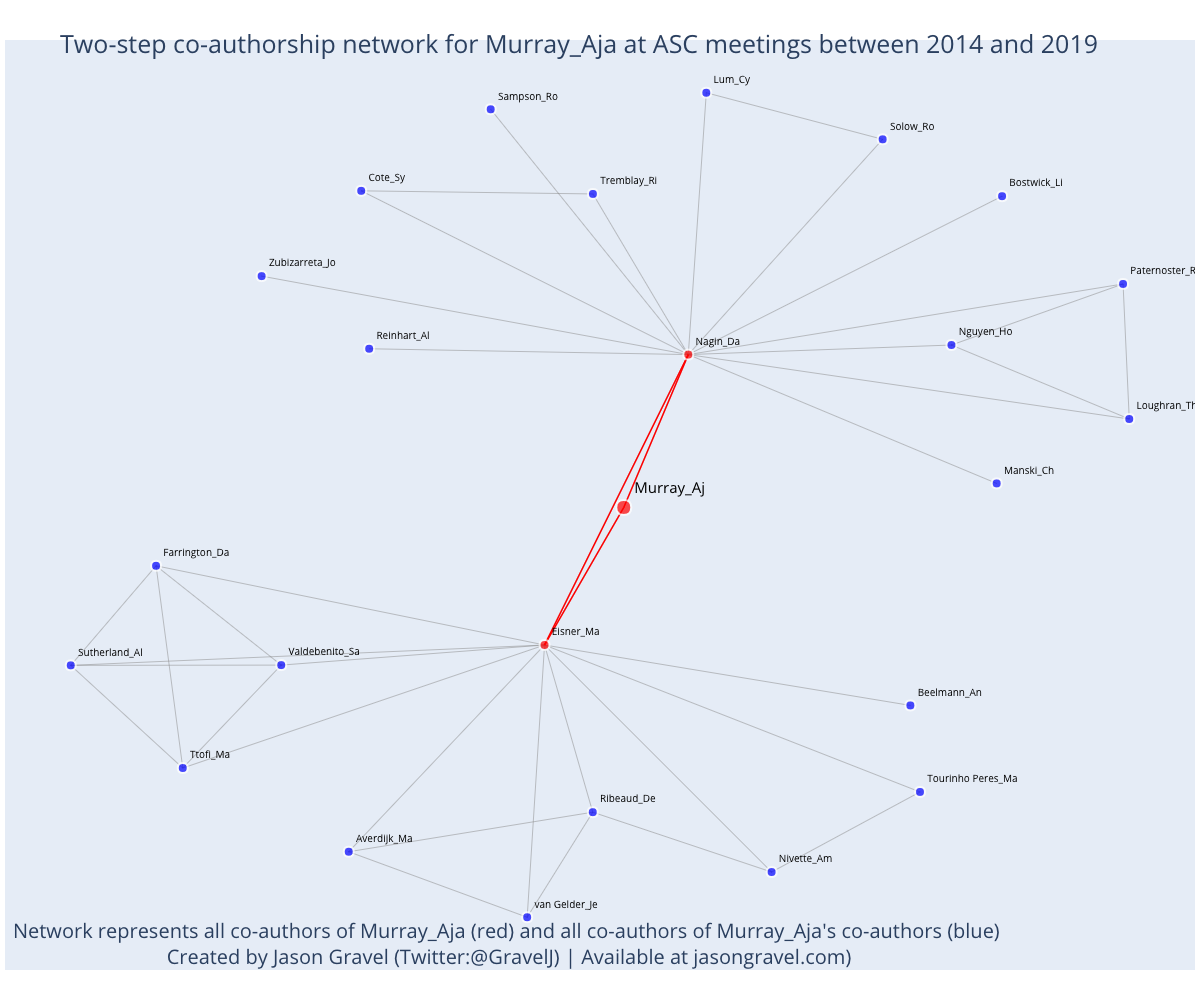 Two-step co-authorship network for Murray_Aja at ASC meetings between 2014 and 2019
Lum_Cy
Sampson_Ro
Solow_Ro
Cote_Sy
Tremblay_Ri
Bostwick_Li
Zubizarreta_Jo
Paternoster_R
Reinhart_Al
Nagin_Da
Nguyen_Ho
Loughran_Th
Manski_Ch
Murray_Aj
Farrington_Da
Eisner_Ma
Sutherland_Al
Valdebenito_Sa
Beelmann_An
Ttofi_Ma
Tourinho Peres_Ma
Ribeaud_De
Averdijk_Ma
Nivette_Am
van Gelder_Je
Network represents all co-authors of Murray_Aja (red) and all co-authors of Murray_Aja's co-authors (blue)
Created by Jason Gravel (Twitter:@GravelJ) | Available at jasongravel.com)